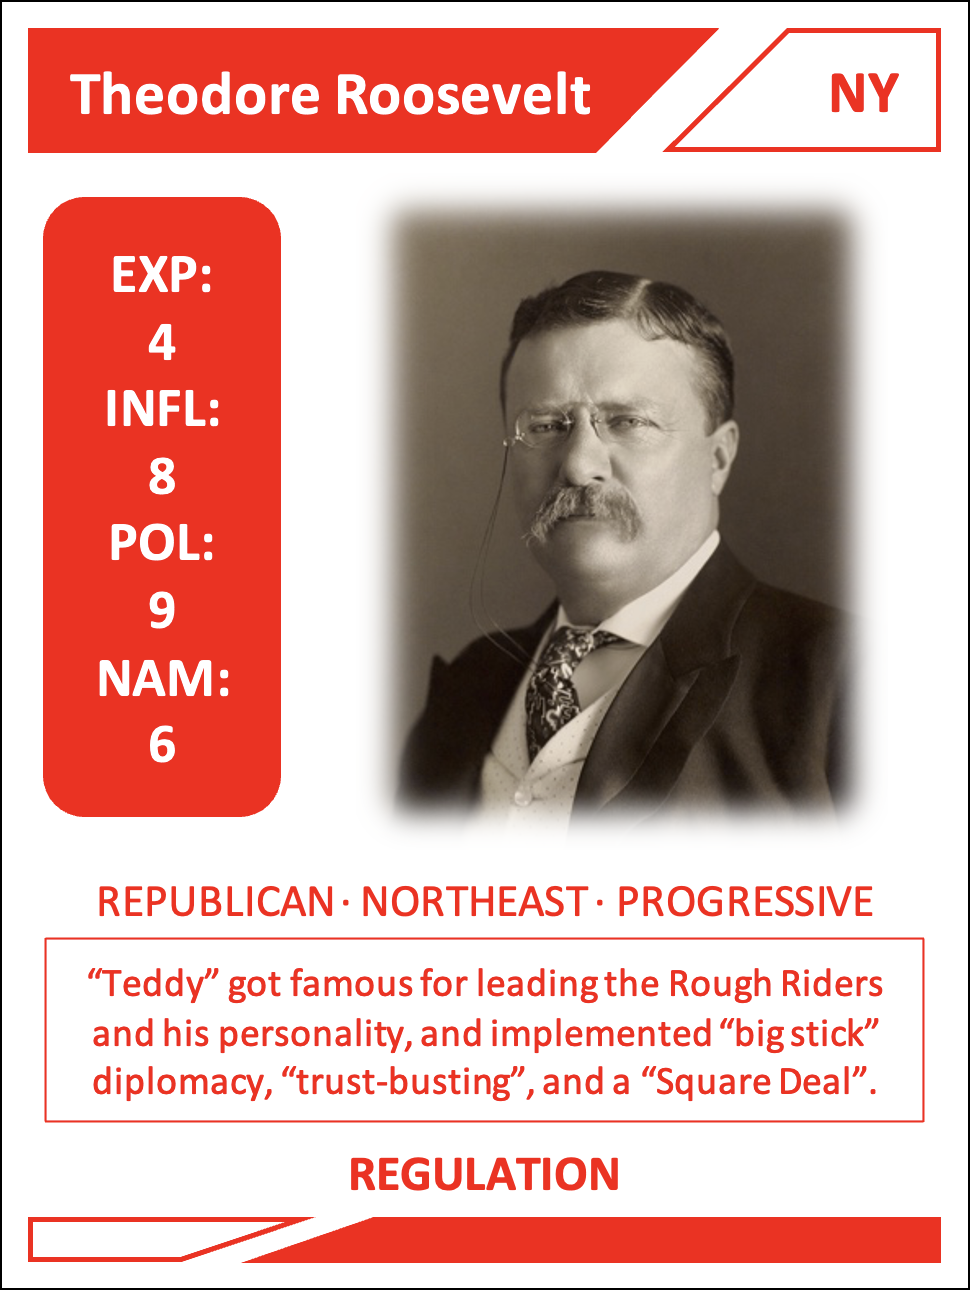 Theodore Roosevelt
NY
EXP:
4
INFL:
8
POL:
9
NAM:
6
REPUBLICAN · NORTHEAST · PROGRESSIVE
“Teddy” got famous for leading the Rough Riders
and his personality, and implemented “big stick”
diplomacy, “trust-busting”, and a “Square Deal”.
REGULATION